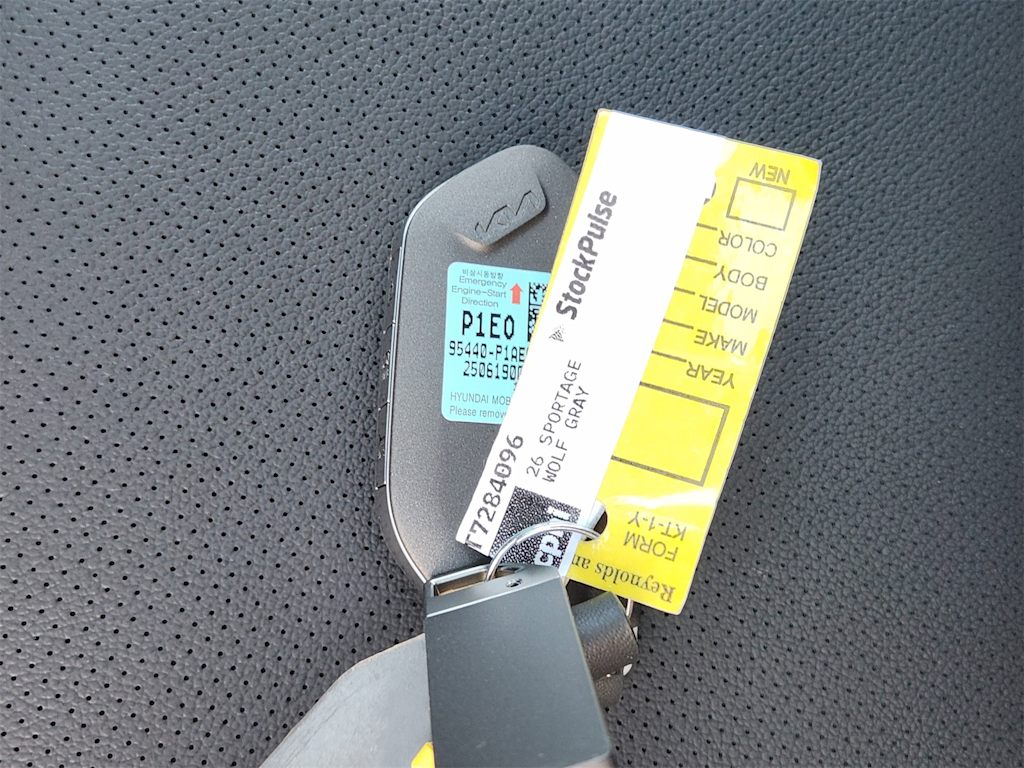 KIA
비상시동방향
Emergency
Engine-Start
Direction
P1E0
95440-P1AE
2506190
HYUNDAI MOB
Please remov
StockPulse
T7284096
26 SPORTAGE
WOLF GRAY
NEW
COLOR
BODY
MODEL
MAKE
YEAR
FORM
KT-1-Y
Reynolds an